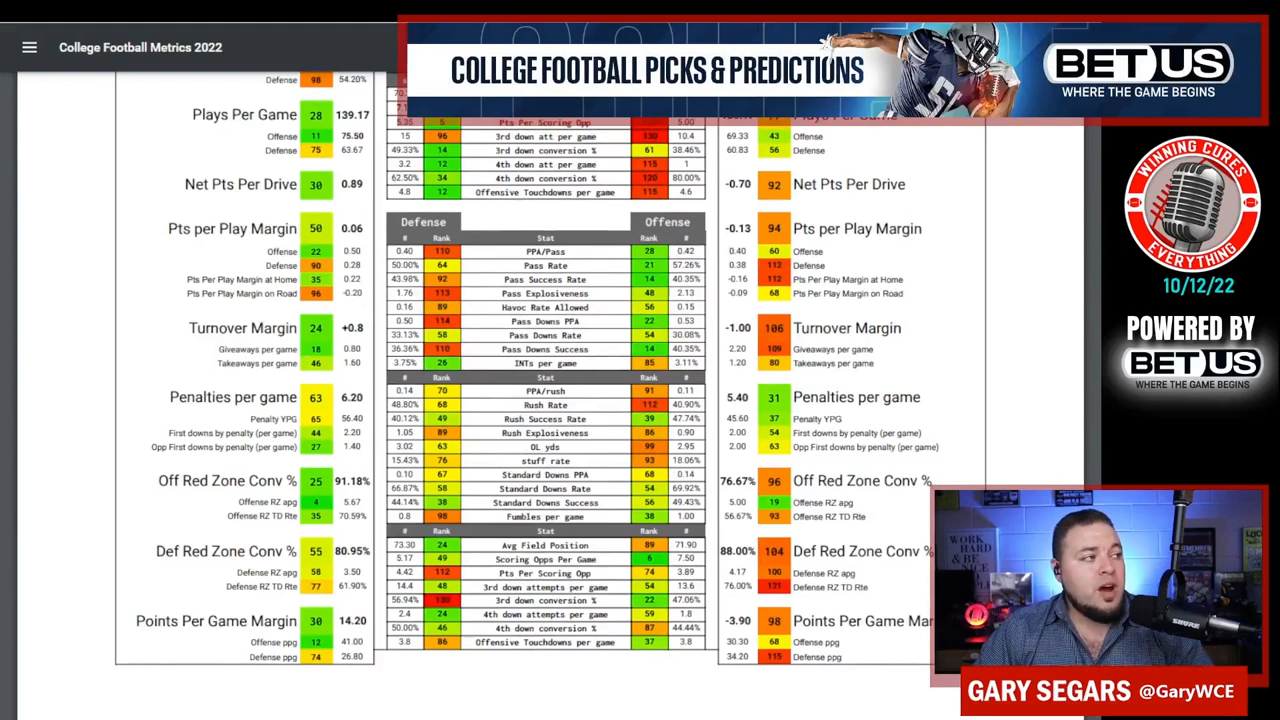 College Football Metrics 2022
COLLEGE FOOTBALL PICKS & PREDICTIONS
BETUS
WHERE THE GAME BEGINS
Defense 98 54.20%
Plays Per Game 28 139.17
Offense 11 75.50
Defense 75 63.67
Net Pts Per Drive 30 0.89
Pts per Play Margin 50 0.06
Offense 22 0.50
Defense 90 0.28
Pts Per Play Margin at Home 35 0.22
Pts Per Play Margin on Road 96 -0.20
Turnover Margin 24 +0.8
Giveaways per game 18 0.80
Takeaways per game 46 1.60
Penalties per game 63 6.20
Penalty YPG 65 56.40
First downs by penalty (per game) 44 2.20
Opp First downs by penalty (per game) 27 1.40
Off Red Zone Conv % 25 91.18%
Offense RZ apg 4 5.67
Offense RZ TD Rte 35 70.59%
Def Red Zone Conv % 55 80.95%
Defense RZ apg 58 3.50
Defense RZ TD Rte 77 61.90%
Points Per Game Margin 30 14.20
Offense ppg 12 41.00
Defense ppg 74 26.80
5.35 5 Pts Per Scoring Opp 5.00
15 96 3rd down att per game 130 10.4
49.33% 14 3rd down conversion % 61 38.46%
3.2 12 4th down att per game 115 1
62.50% 34 4th down conversion % 120 80.00%
4.8 12 Offensive Touchdowns per game 115 4.6
Defense Offense
# Rank Stat Rank #
0.40 110 PPA/Pass 28 0.42
50.00% 64 Pass Rate 21 57.26%
43.98% 92 Pass Success Rate 14 40.35%
1.76 113 Pass Explosiveness 48 2.13
0.16 89 Havoc Rate Allowed 56 0.15
0.50 114 Pass Downs PPA 22 0.53
33.13% 58 Pass Downs Rate 54 30.08%
36.36% 110 Pass Downs Success 14 40.35%
3.75% 26 INTs per game 85 3.11%
# Rank Stat Rank #
0.14 70 PPA/rush 91 0.11
48.80% 68 Rush Rate 112 40.90%
40.12% 49 Rush Success Rate 39 47.74%
1.05 89 Rush Explosiveness 86 0.90
3.02 63 OL yds 99 2.95
15.43% 76 stuff rate 93 18.06%
0.10 67 Standard Downs PPA 68 0.14
66.87% 58 Standard Downs Rate 54 69.92%
44.14% 38 Standard Downs Success 56 49.43%
0.8 98 Fumbles per game 38 1.00
# Rank Stat Rank #
73.30 24 Avg Field Position 89 71.90
5.17 49 Scoring Opps Per Game 6 7.50
4.42 112 Pts Per Scoring Opp 74 3.89
14.4 48 3rd down attempts per game 54 13.6
56.94% 130 3rd down conversion % 22 47.06%
2.4 24 4th down attempts per game 59 1.8
50.00% 46 4th down conversion % 87 44.44%
3.8 86 Offensive Touchdowns per game 37 3.8
69.33 43 Offense
60.83 56 Defense
-0.70 92 Net Pts Per Drive
-0.13 94 Pts per Play Margin
0.40 60 Offense
0.38 112 Defense
-0.16 112 Pts Per Play Margin at Home
-0.09 68 Pts Per Play Margin on Road
-1.00 106 Turnover Margin
2.20 109 Giveaways per game
1.20 80 Takeaways per game
5.40 31 Penalties per game
45.60 37 Penalty YPG
2.00 54 First downs by penalty (per game)
2.00 63 Opp First downs by penalty (per game)
76.67% 96 Off Red Zone Conv %
5.00 19 Offense RZ apg
56.67% 93 Offense RZ TD Rte
88.00% 104 Def Red Zone Conv %
4.17 100 Defense RZ apg
76.00% 121 Defense RZ TD Rte
-3.90 98 Points Per Game Mar
30.30 68 Offense ppg
34.20 115 Defense ppg
WINNING CURES
EVERYTHING
10/12/22
POWERED BY
BETUS
WHERE THE GAME BEGINS
WORK
HARD
BE
SHURE
GARY SEGARS @GaryWCE